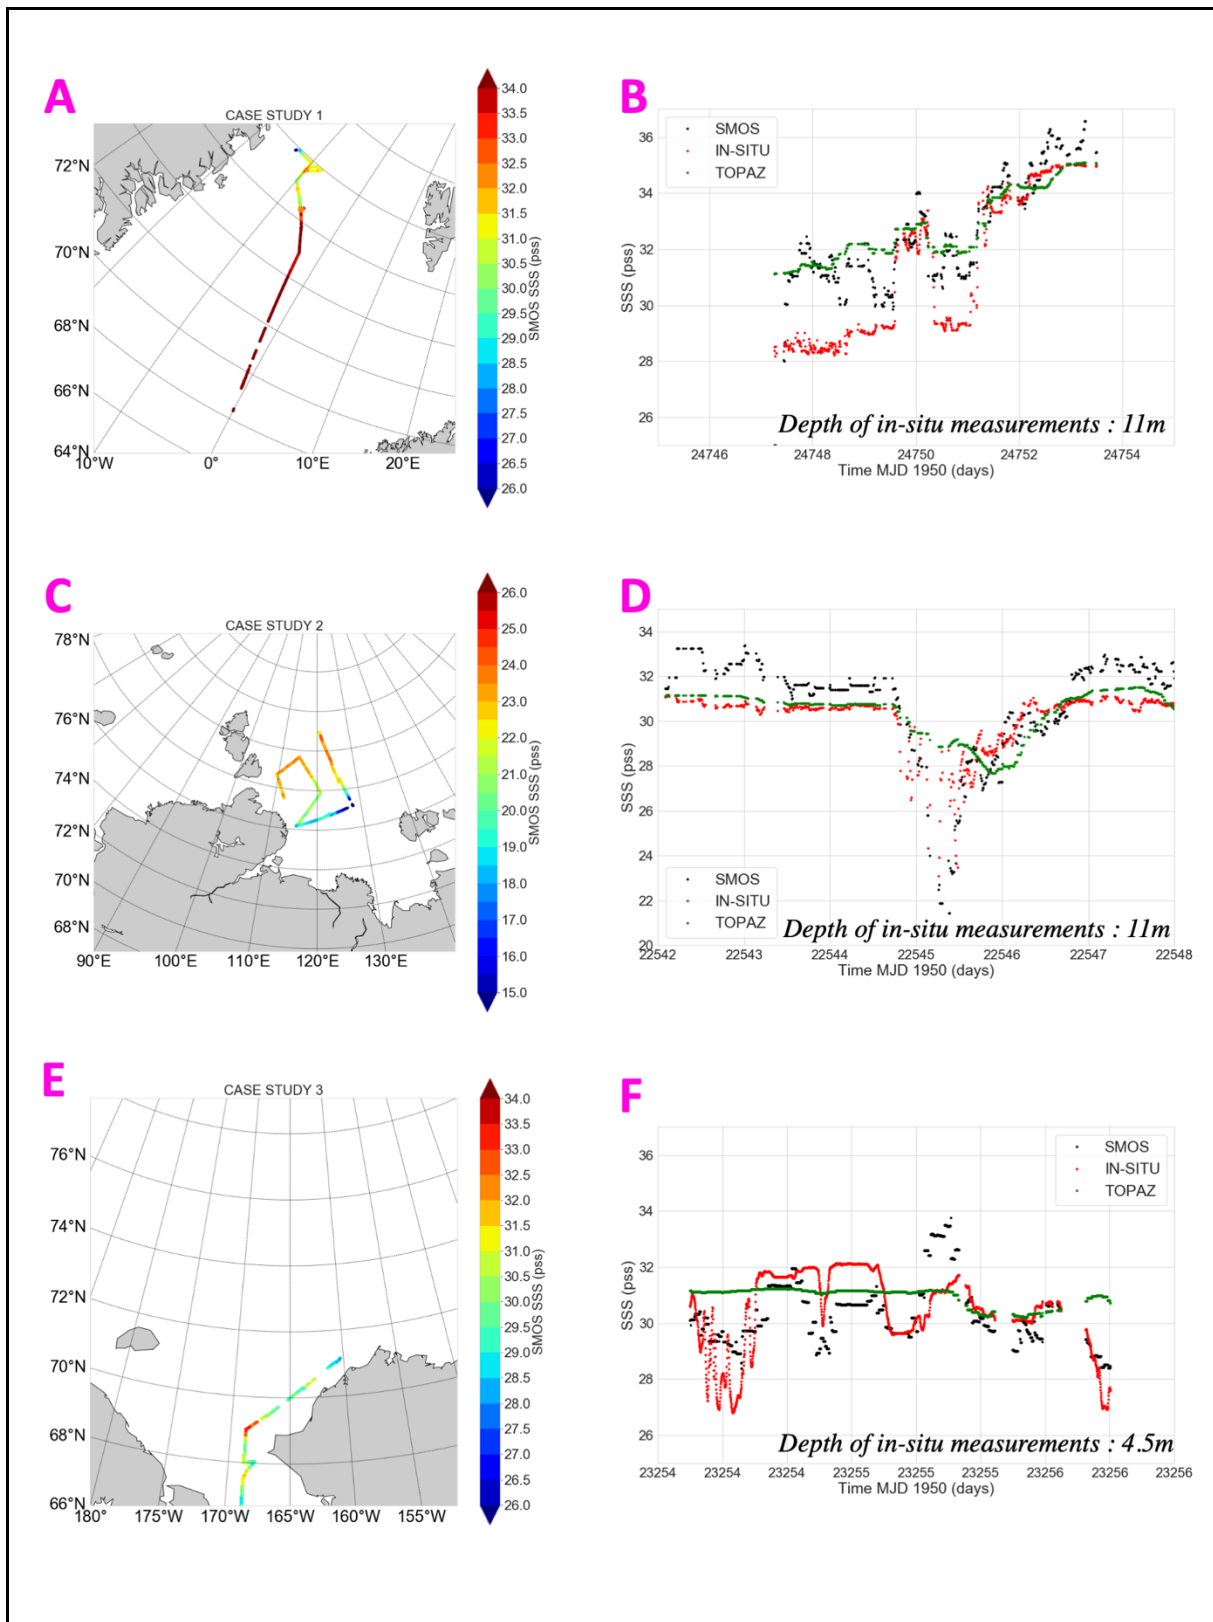 A
CASE STUDY 1
72°N
70°N
68°N
66°N
64°N
10°W
0°
10°E
20°E
34.0
33.5
33.0
32.5
32.0
31.5
31.0
30.5
30.0
29.5
29.0
28.5
28.0
27.5
27.0
26.5
26.0
SMOS SSS (pss)
B
SMOS
IN-SITU
TOPAZ
36
34
32
30
28
26
SSS (pss)
Depth of in-situ measurements : 11m
24746
24748
24750
24752
24754
Time MJD 1950 (days)
C
CASE STUDY 2
78°N
76°N
74°N
72°N
70°N
68°N
90°E
100°E
110°E
120°E
130°E
26.0
25.0
24.0
23.0
22.0
21.0
20.0
19.0
18.0
17.0
16.0
15.0
SMOS SSS (pss)
D
34
32
30
28
26
24
22
20
SSS (pss)
SMOS
IN-SITU
TOPAZ
Depth of in-situ measurements : 11m
22542
22543
22544
22545
22546
22547
22548
Time MJD 1950 (days)
E
CASE STUDY 3
76°N
74°N
72°N
70°N
68°N
66°N
180°
175°W
170°W
165°W
160°W
155°W
34.0
33.5
33.0
32.5
32.0
31.5
31.0
30.5
30.0
29.5
29.0
28.5
28.0
27.5
27.0
26.5
26.0
SMOS SSS (pss)
F
SMOS
IN-SITU
TOPAZ
36
34
32
30
28
26
SSS (pss)
Depth of in-situ measurements : 4.5m
23254
23254
23254
23255
23255
23255
23256
23256
23256
Time MJD 1950 (days)